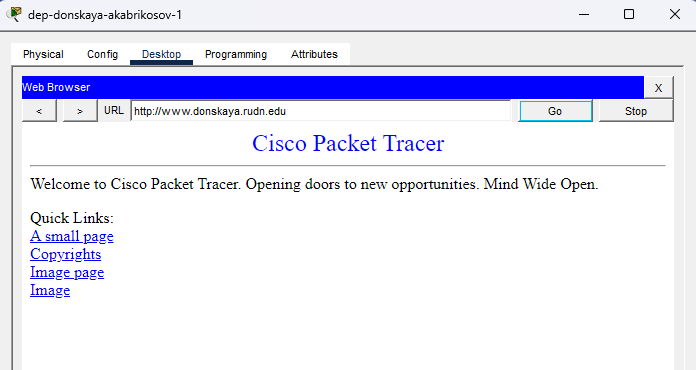 dep-donskaya-akabrikosov-1
Physical Config Desktop Programming Attributes
Web Browser X
< > URL http://www.donskaya.rudn.edu Go Stop
Cisco Packet Tracer
Welcome to Cisco Packet Tracer. Opening doors to new opportunities. Mind Wide Open.
Quick Links:
A small page
Copyrights
Image page
Image